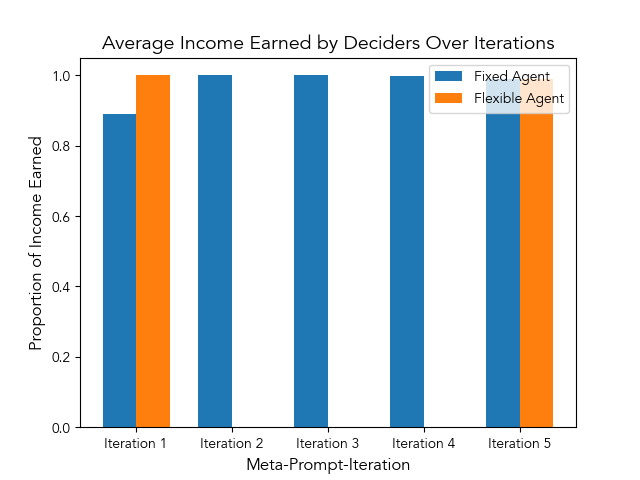 Average Income Earned by Deciders Over Iterations
Fixed Agent
Flexible Agent
1.0
0.8
0.6
0.4
0.2
0.0
Proportion of Income Earned
Iteration 1
Iteration 2
Iteration 3
Iteration 4
Iteration 5
Meta-Prompt-Iteration